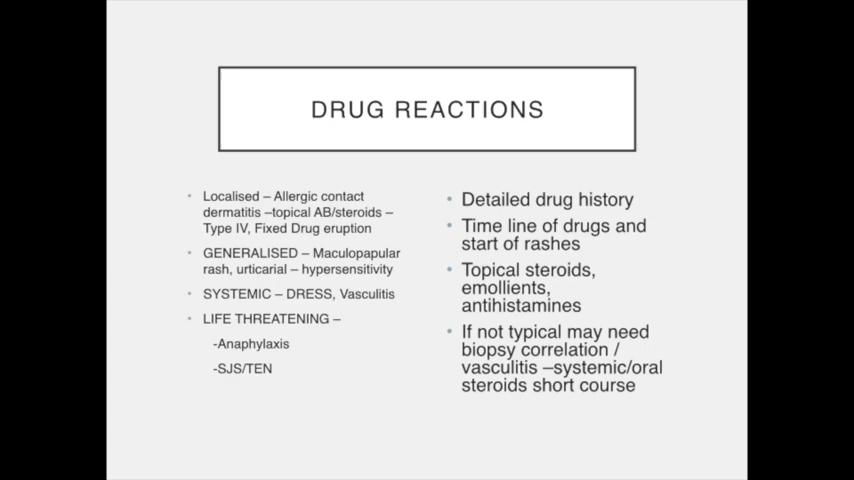 DRUG REACTIONS
• Localised – Allergic contact
dermatitis –topical AB/steroids –
Type IV, Fixed Drug eruption
• GENERALISED – Maculopapular
rash, urticarial – hypersensitivity
• SYSTEMIC – DRESS, Vasculitis
• LIFE THREATENING –
-Anaphylaxis
-SJS/TEN
• Detailed drug history
• Time line of drugs and
start of rashes
• Topical steroids,
emollients,
antihistamines
• If not typical may need
biopsy correlation /
vasculitis –systemic/oral
steroids short course